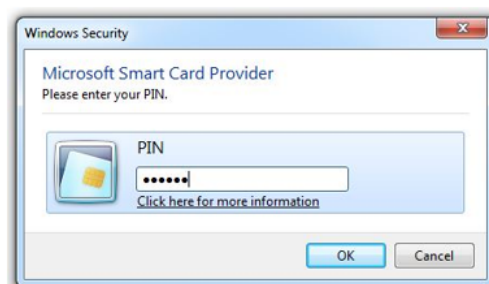 Windows Security
Microsoft Smart Card Provider
Please enter your PIN.
PIN
••••••
Click here for more information
OK
Cancel